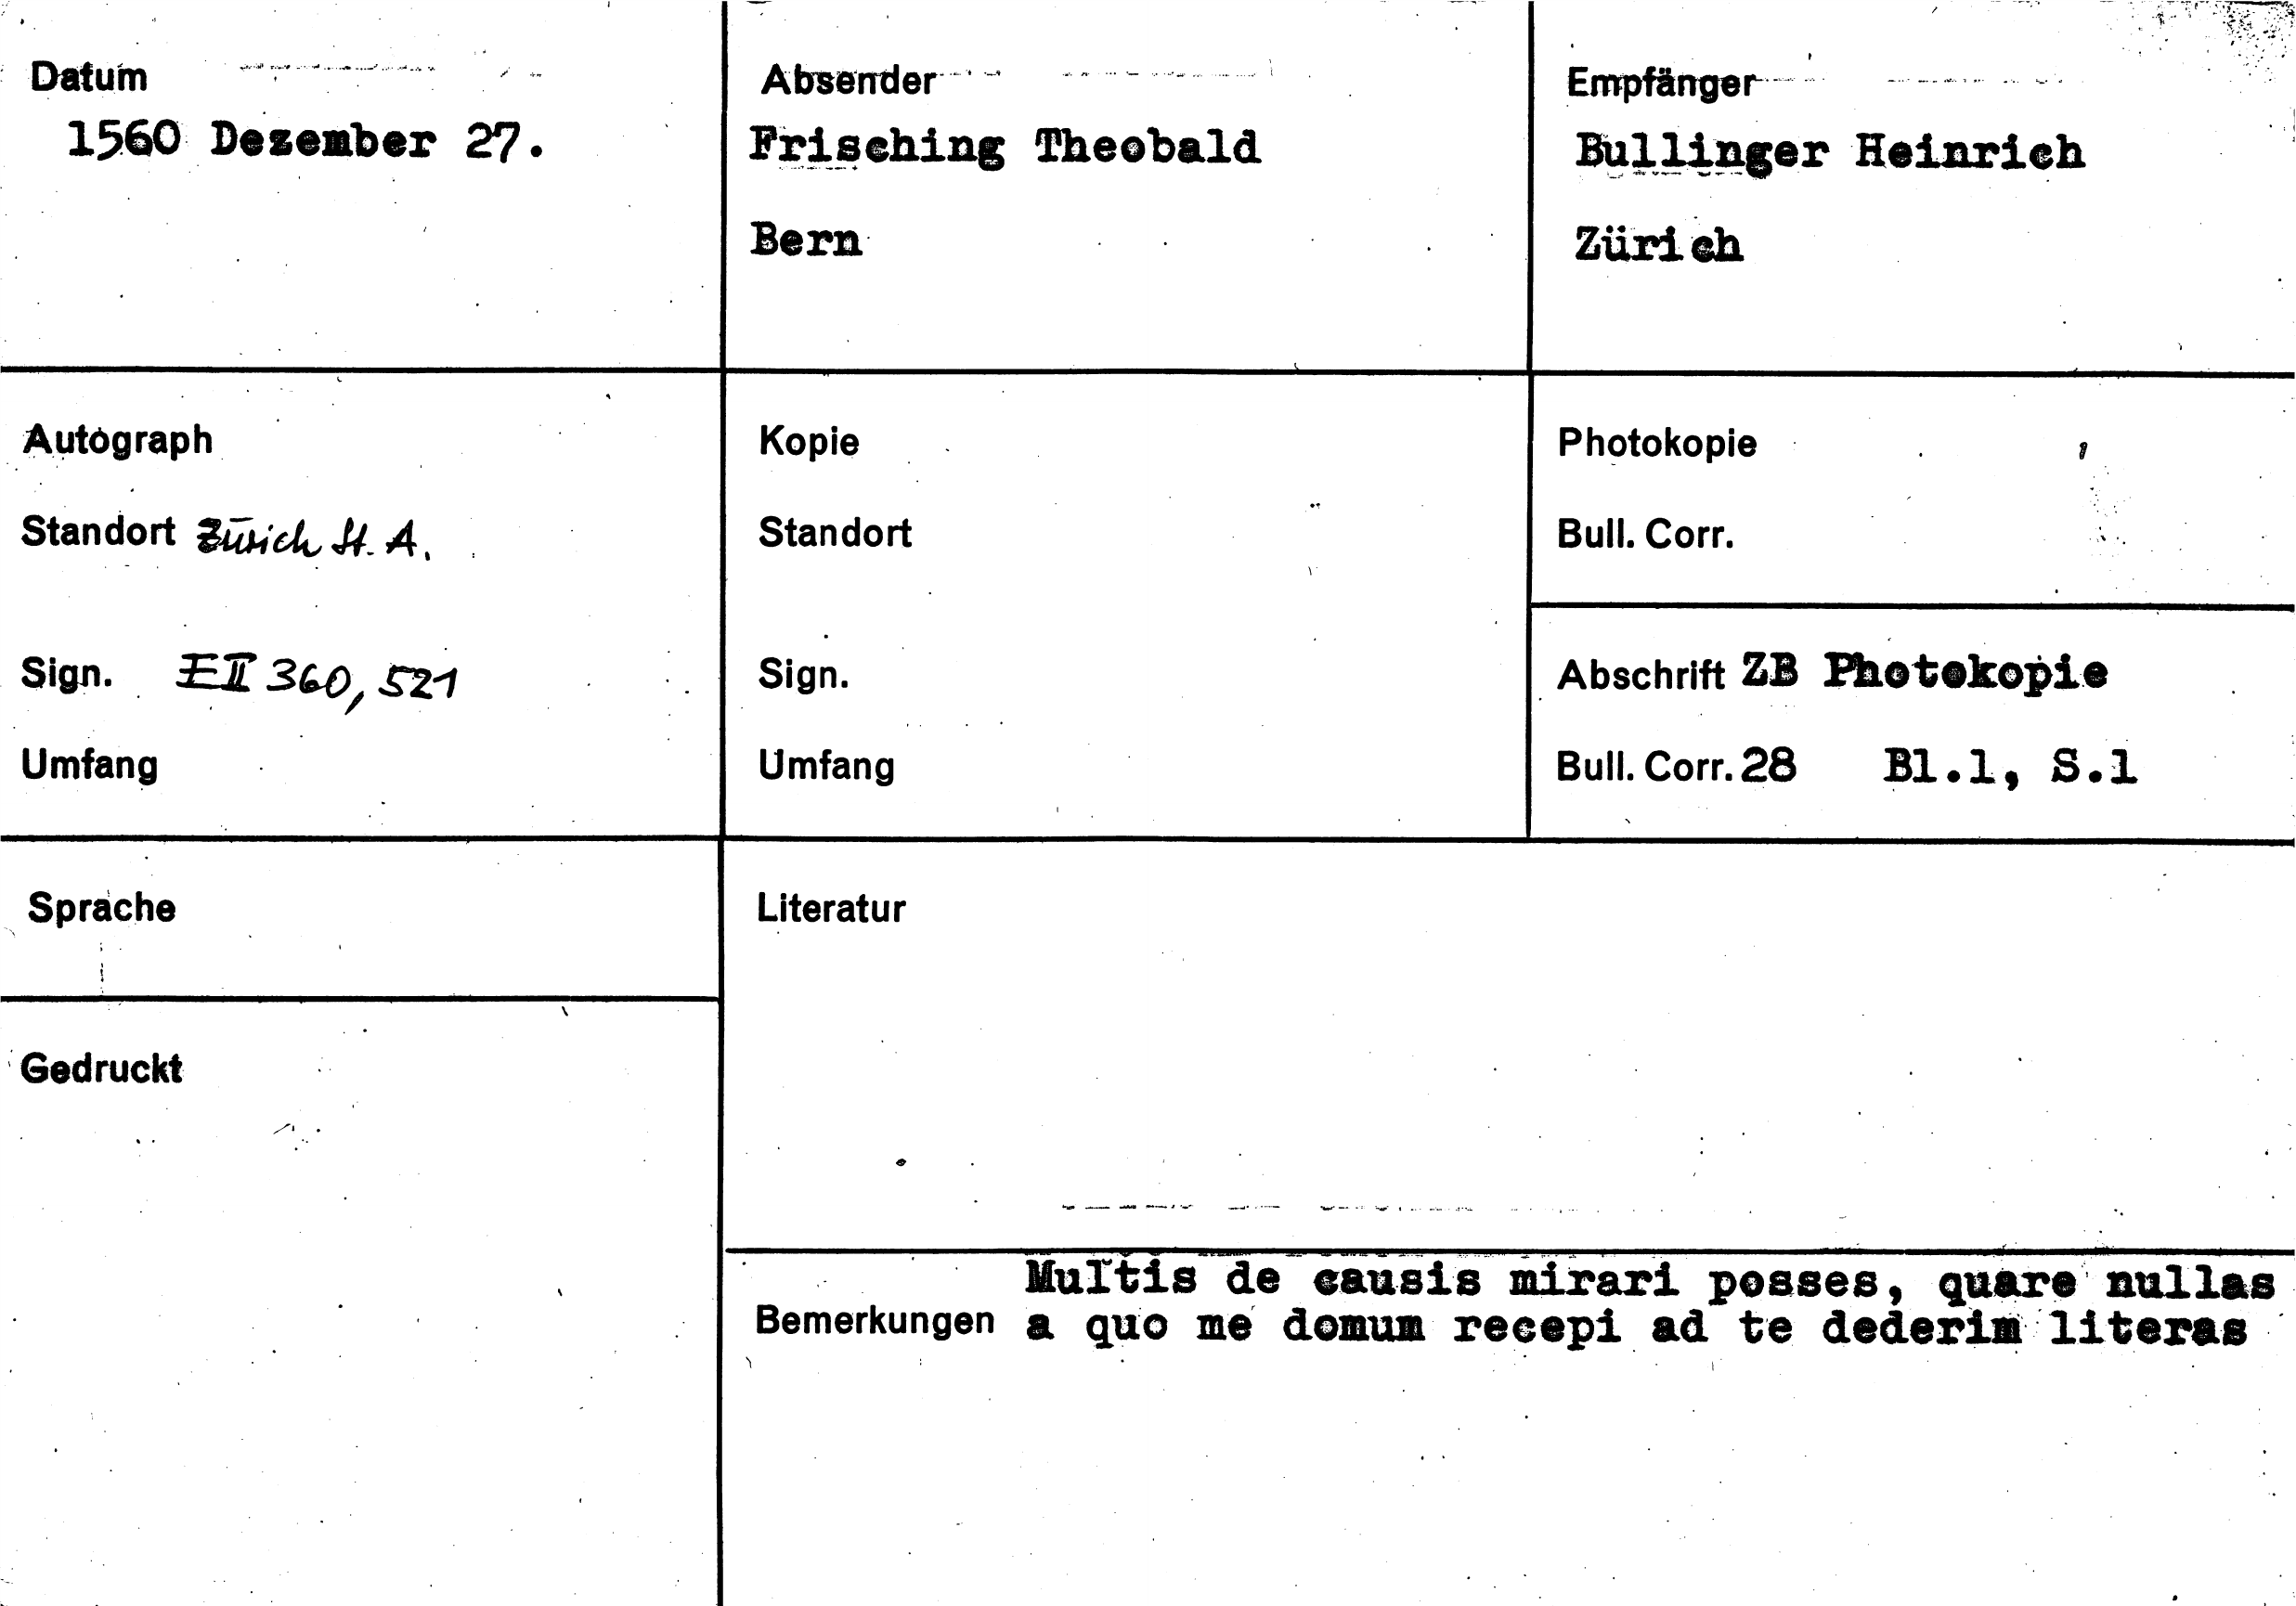 Datum
1560 Dezember 27.
Absender
Frisching Theobald
Bern
Empfänger
Bullinger Heinrich
Zürich
Autograph
Standort Zürich St. A.
Sign. E II 360, 521
Umfang
Kopie
Standort
Sign.
Umfang
Photokopie
Bull. Corr.
Abschrift ZB Photokopie
Bull. Corr. 28 Bl.1, S.1
Sprache
Gedruckt
Literatur
Multis de causis mirari posses, quare nullas
Bemerkungen a quo me domum recepi ad te dederim literas